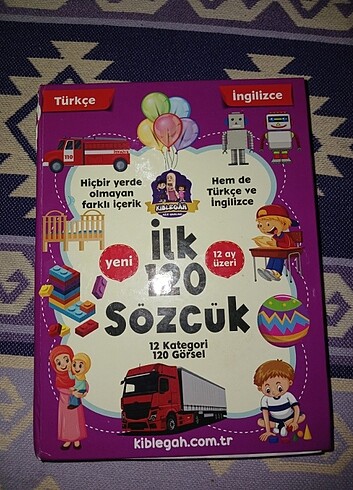 Türkçe
İngilizce
110
Hiçbir yerde
olmayan
farklı içerik
KIBLEGAH
Hem de
Türkçe ve
İngilizce
yeni
İlk
120
Sözcük
12 ay
üzeri
12 Kategori
120 Görsel
kiblegah.com.tr